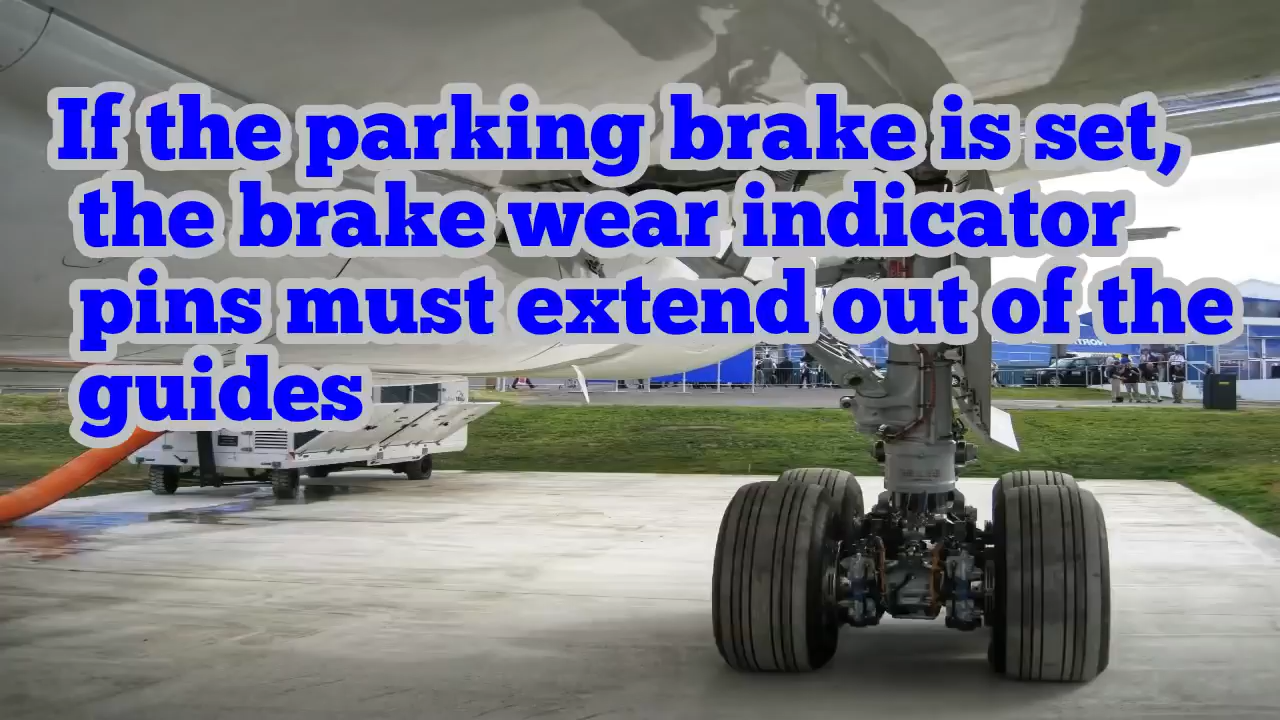 If the parking brake is set,
the brake wear indicator
pins must extend out of the
guides